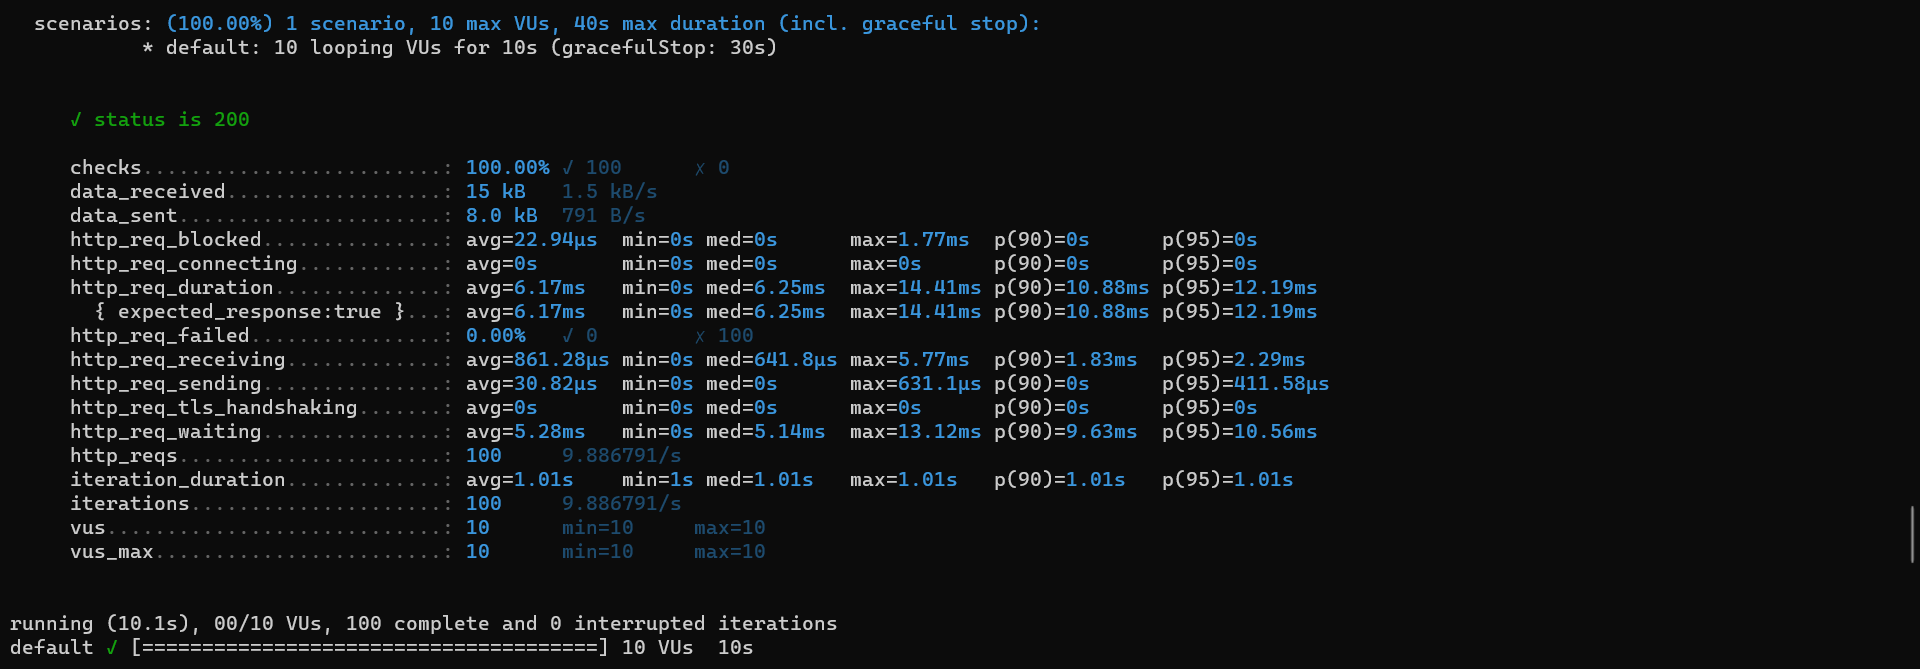 scenarios: (100.00%) 1 scenario, 10 max VUs, 40s max duration (incl. graceful stop):
* default: 10 looping VUs for 10s (gracefulStop: 30s)
✓ status is 200
checks.........................: 100.00% ✓ 100 ✗ 0
data_received..................: 15 kB 1.5 kB/s
data_sent......................: 8.0 kB 791 B/s
http_req_blocked...............: avg=22.94µs min=0s med=0s max=1.77ms p(90)=0s p(95)=0s
http_req_connecting............: avg=0s min=0s med=0s max=0s p(90)=0s p(95)=0s
http_req_duration..............: avg=6.17ms min=0s med=6.25ms max=14.41ms p(90)=10.88ms p(95)=12.19ms
{ expected_response:true }...: avg=6.17ms min=0s med=6.25ms max=14.41ms p(90)=10.88ms p(95)=12.19ms
http_req_failed................: 0.00% ✓ 0 ✗ 100
http_req_receiving.............: avg=861.28µs min=0s med=641.8µs max=5.77ms p(90)=1.83ms p(95)=2.29ms
http_req_sending...............: avg=30.82µs min=0s med=0s max=631.1µs p(90)=0s p(95)=411.58µs
http_req_tls_handshaking.......: avg=0s min=0s med=0s max=0s p(90)=0s p(95)=0s
http_req_waiting...............: avg=5.28ms min=0s med=5.14ms max=13.12ms p(90)=9.63ms p(95)=10.56ms
http_reqs......................: 100 9.886791/s
iteration_duration.............: avg=1.01s min=1s med=1.01s max=1.01s p(90)=1.01s p(95)=1.01s
iterations.....................: 100 9.886791/s
vus............................: 10 min=10 max=10
vus_max........................: 10 min=10 max=10
running (10.1s), 00/10 VUs, 100 complete and 0 interrupted iterations
default ✓ [======================================] 10 VUs 10s